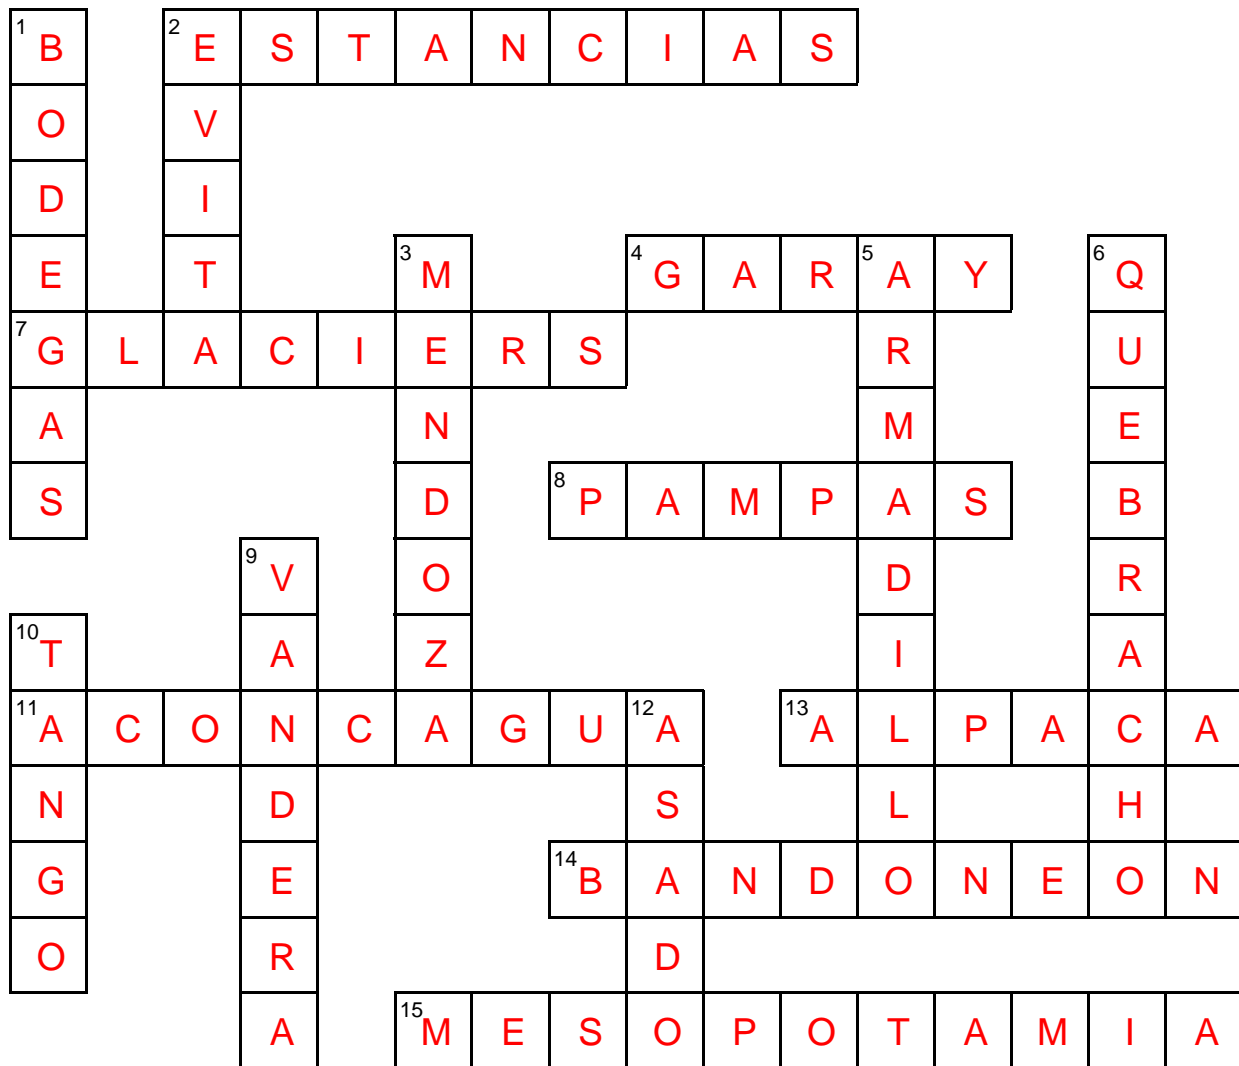 1 B 2 E S T A N C I A S
O V
D I
E T 3 M 4 G A R 5 A Y 6 Q
7 G L A C I E R S R U
A N M E
S D 8 P A M P A S B
9 V O D R
10 T A Z I A
11 A C O N C A G U 12 A 13 A L P A C A
N D S L H
G E 14 B A N D O N E O N
O R D
A 15 M E S O P O T A M I A